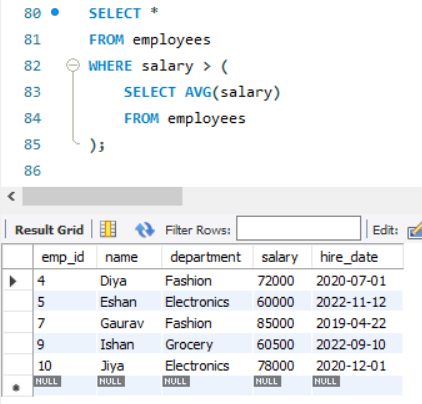 80 SELECT *
81 FROM employees
82 WHERE salary > (
83 SELECT AVG(salary)
84 FROM employees
85 );
86
Result Grid Filter Rows: Edit:
emp_id name department salary hire_date
4 Diya Fashion 72000 2020-07-01
5 Eshan Electronics 60000 2022-11-12
7 Gaurav Fashion 85000 2019-04-22
9 Ishan Grocery 60500 2022-09-10
10 Jiya Electronics 78000 2020-12-01
NULL NULL NULL NULL NULL